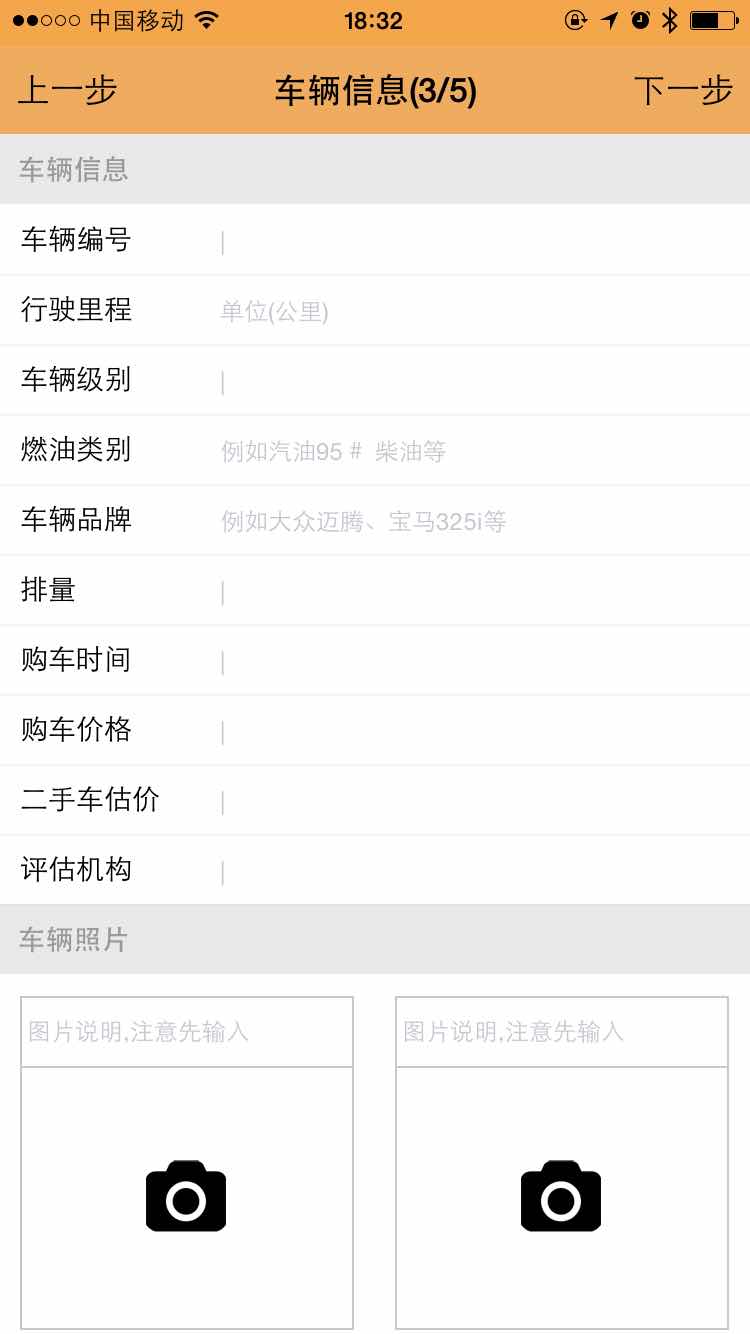 中国移动 18:32
上一步 车辆信息(3/5) 下一步
车辆信息
车辆编号 |
行驶里程 单位(公里)
车辆级别 |
燃油类别 例如汽油95＃ 柴油等
车辆品牌 例如大众迈腾、宝马325i等
排量 |
购车时间 |
购车价格 |
二手车估价 |
评估机构 |
车辆照片
图片说明,注意先输入 图片说明,注意先输入